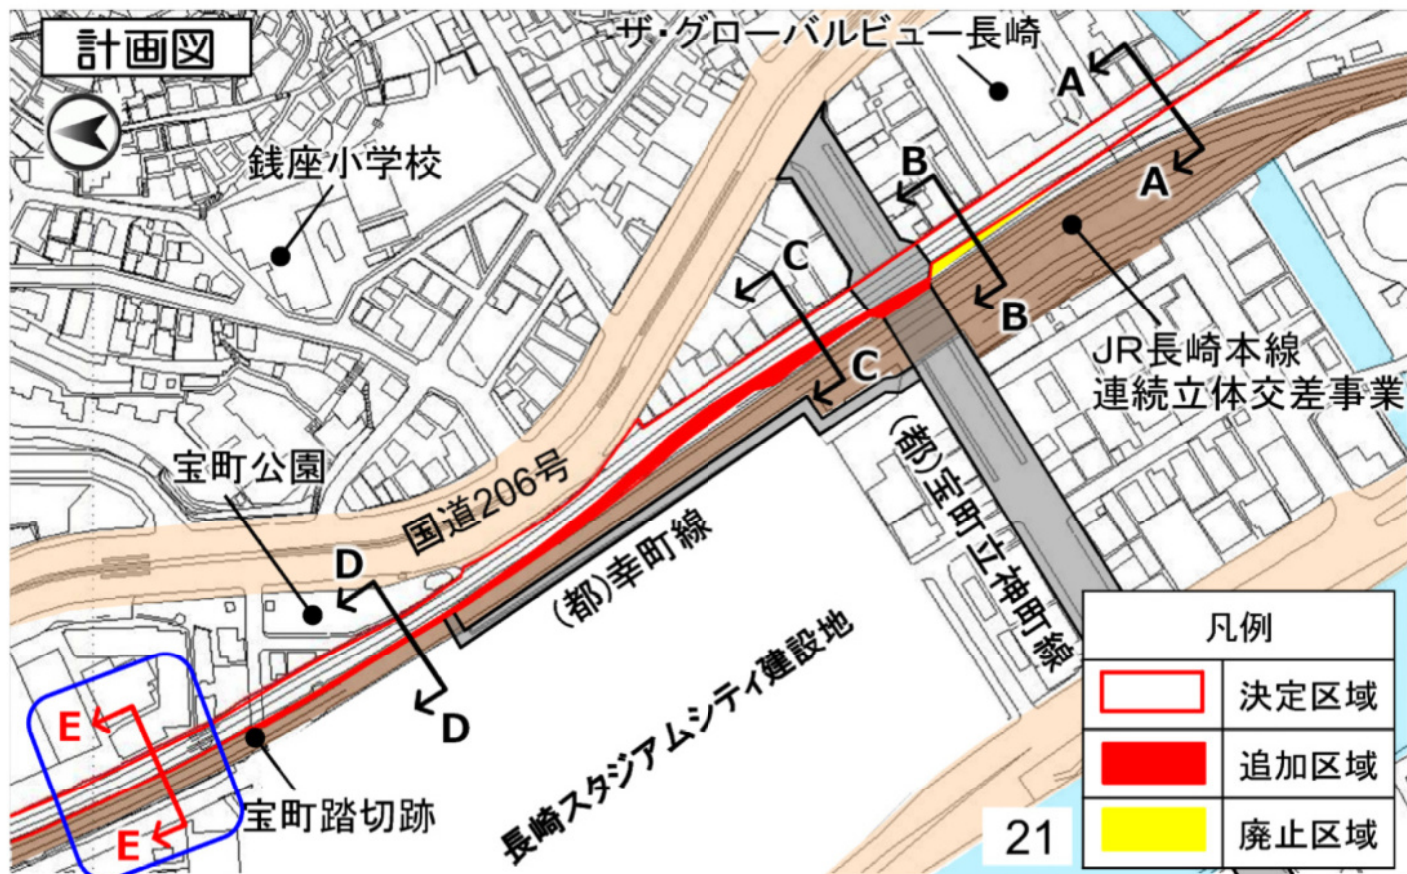 計画図
ザ・グローバルビュー長崎
A
A
銭座小学校
B
B
C
C
JR長崎本線
連続立体交差事業
宝町公園
国道206号
(都)幸町線
(都)宝町立神町線
D
D
長崎スタジアムシティ建設地
E
E
宝町踏切跡
凡例
決定区域
追加区域
廃止区域
21